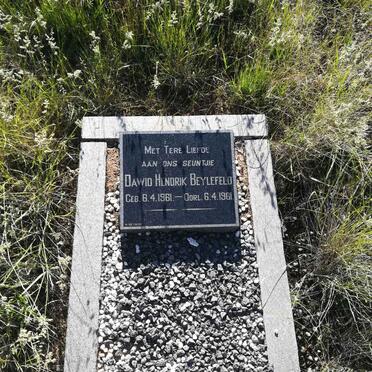 MET TERE LIEFDE
AAN ONS SEUNTJIE
DAWID HENDRIK BEYLEFELD
GEB. 6.4.1961.—OORL. 6.4.1961